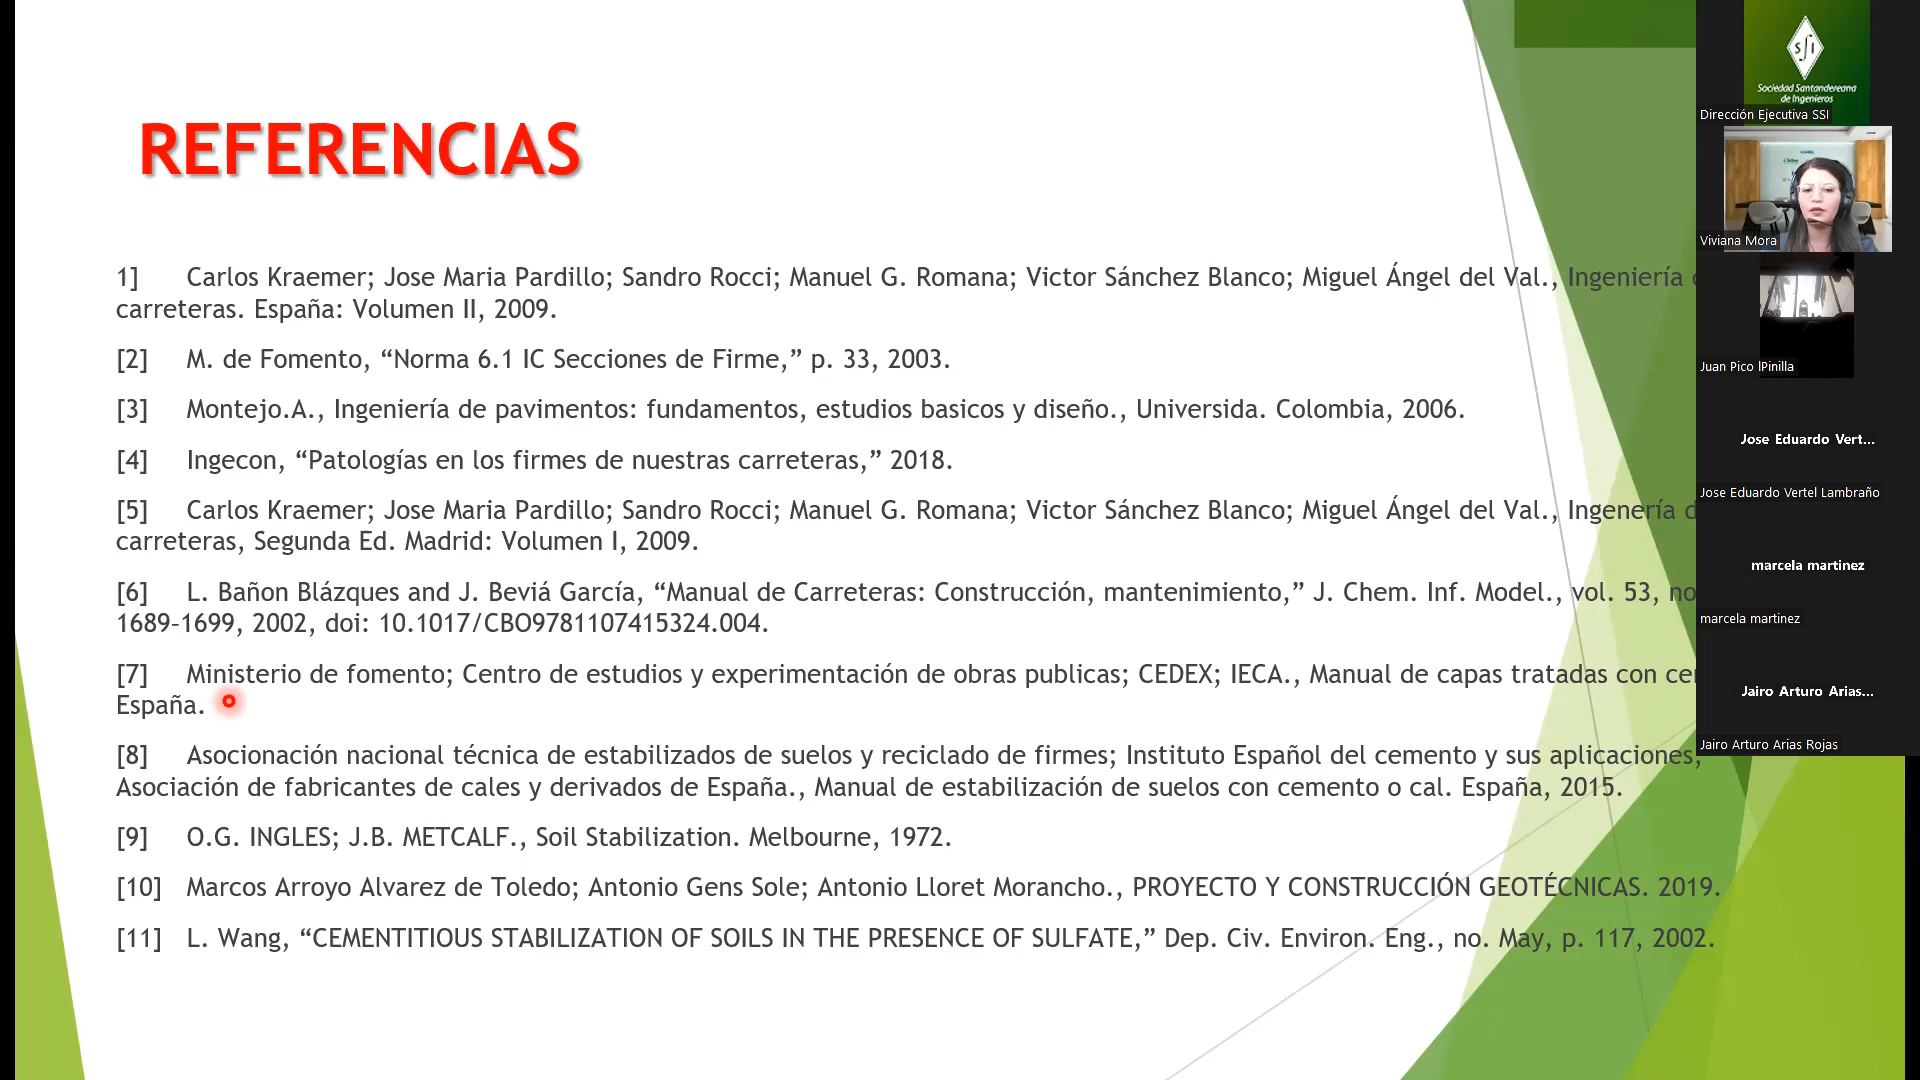 REFERENCIAS
1] Carlos Kraemer; Jose Maria Pardillo; Sandro Rocci; Manuel G. Romana; Victor Sánchez Blanco; Miguel Ángel del Val., Ingeniería
carreteras. España: Volumen II, 2009.
[2] M. de Fomento, “Norma 6.1 IC Secciones de Firme,” p. 33, 2003.
[3] Montejo.A., Ingeniería de pavimentos: fundamentos, estudios basicos y diseño., Universida. Colombia, 2006.
[4] Ingecon, “Patologías en los firmes de nuestras carreteras,” 2018.
[5] Carlos Kraemer; Jose Maria Pardillo; Sandro Rocci; Manuel G. Romana; Victor Sánchez Blanco; Miguel Ángel del Val., Ingenería
carreteras, Segunda Ed. Madrid: Volumen I, 2009.
[6] L. Bañon Blázques and J. Beviá García, “Manual de Carreteras: Construcción, mantenimiento,” J. Chem. Inf. Model., vol. 53, no
1689–1699, 2002, doi: 10.1017/CBO9781107415324.004.
[7] Ministerio de fomento; Centro de estudios y experimentación de obras publicas; CEDEX; IECA., Manual de capas tratadas con
España.
[8] Asocionación nacional técnica de estabilizados de suelos y reciclado de firmes; Instituto Español del cemento y sus aplicaciones;
Asociación de fabricantes de cales y derivados de España., Manual de estabilización de suelos con cemento o cal. España, 2015.
[9] O.G. INGLES; J.B. METCALF., Soil Stabilization. Melbourne, 1972.
[10] Marcos Arroyo Alvarez de Toledo; Antonio Gens Sole; Antonio Lloret Morancho., PROYECTO Y CONSTRUCCIÓN GEOTÉCNICAS. 2019.
[11] L. Wang, “CEMENTITIOUS STABILIZATION OF SOILS IN THE PRESENCE OF SULFATE,” Dep. Civ. Environ. Eng., no. May, p. 117, 2002.
SSI
Sociedad Santandereana
de Ingenieros
Dirección Ejecutiva SSI
Viviana Mora
Juan Pico lPinilla
Jose Eduardo Vert...
Jose Eduardo Vertel Lambraño
marcela martinez
marcela martinez
Jairo Arturo Arias...
Jairo Arturo Arias Rojas